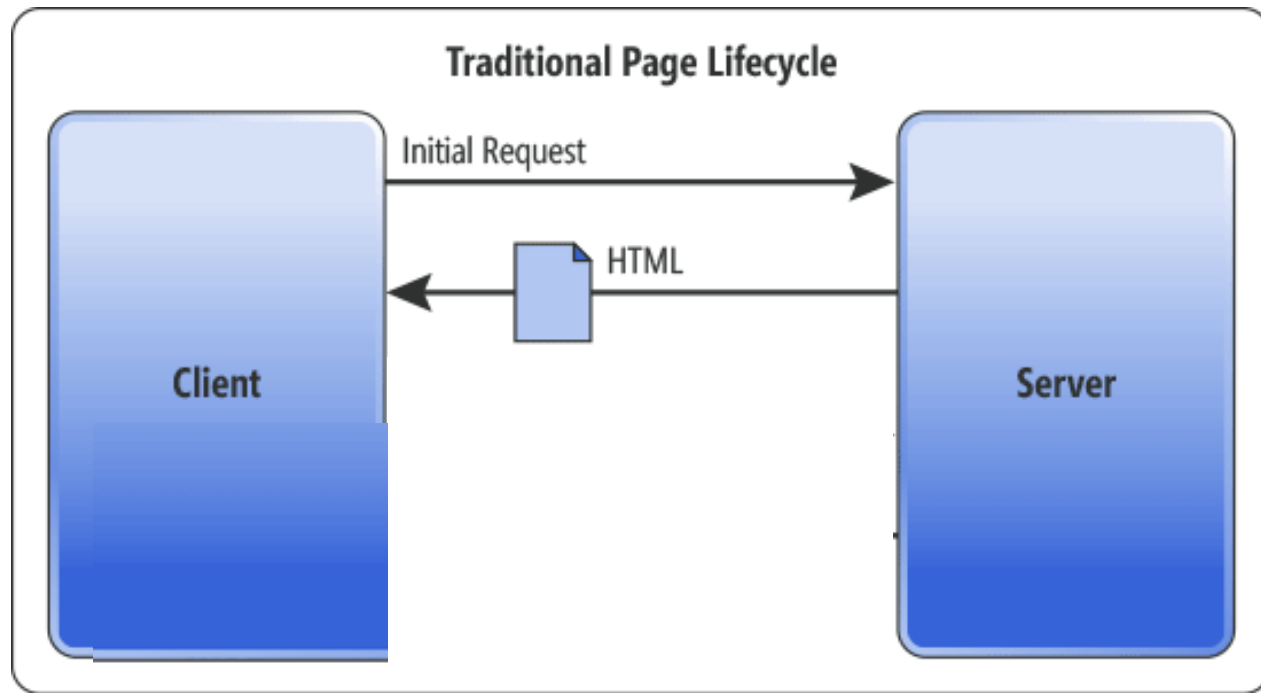 Traditional Page Lifecycle
Initial Request
HTML
Client
Server